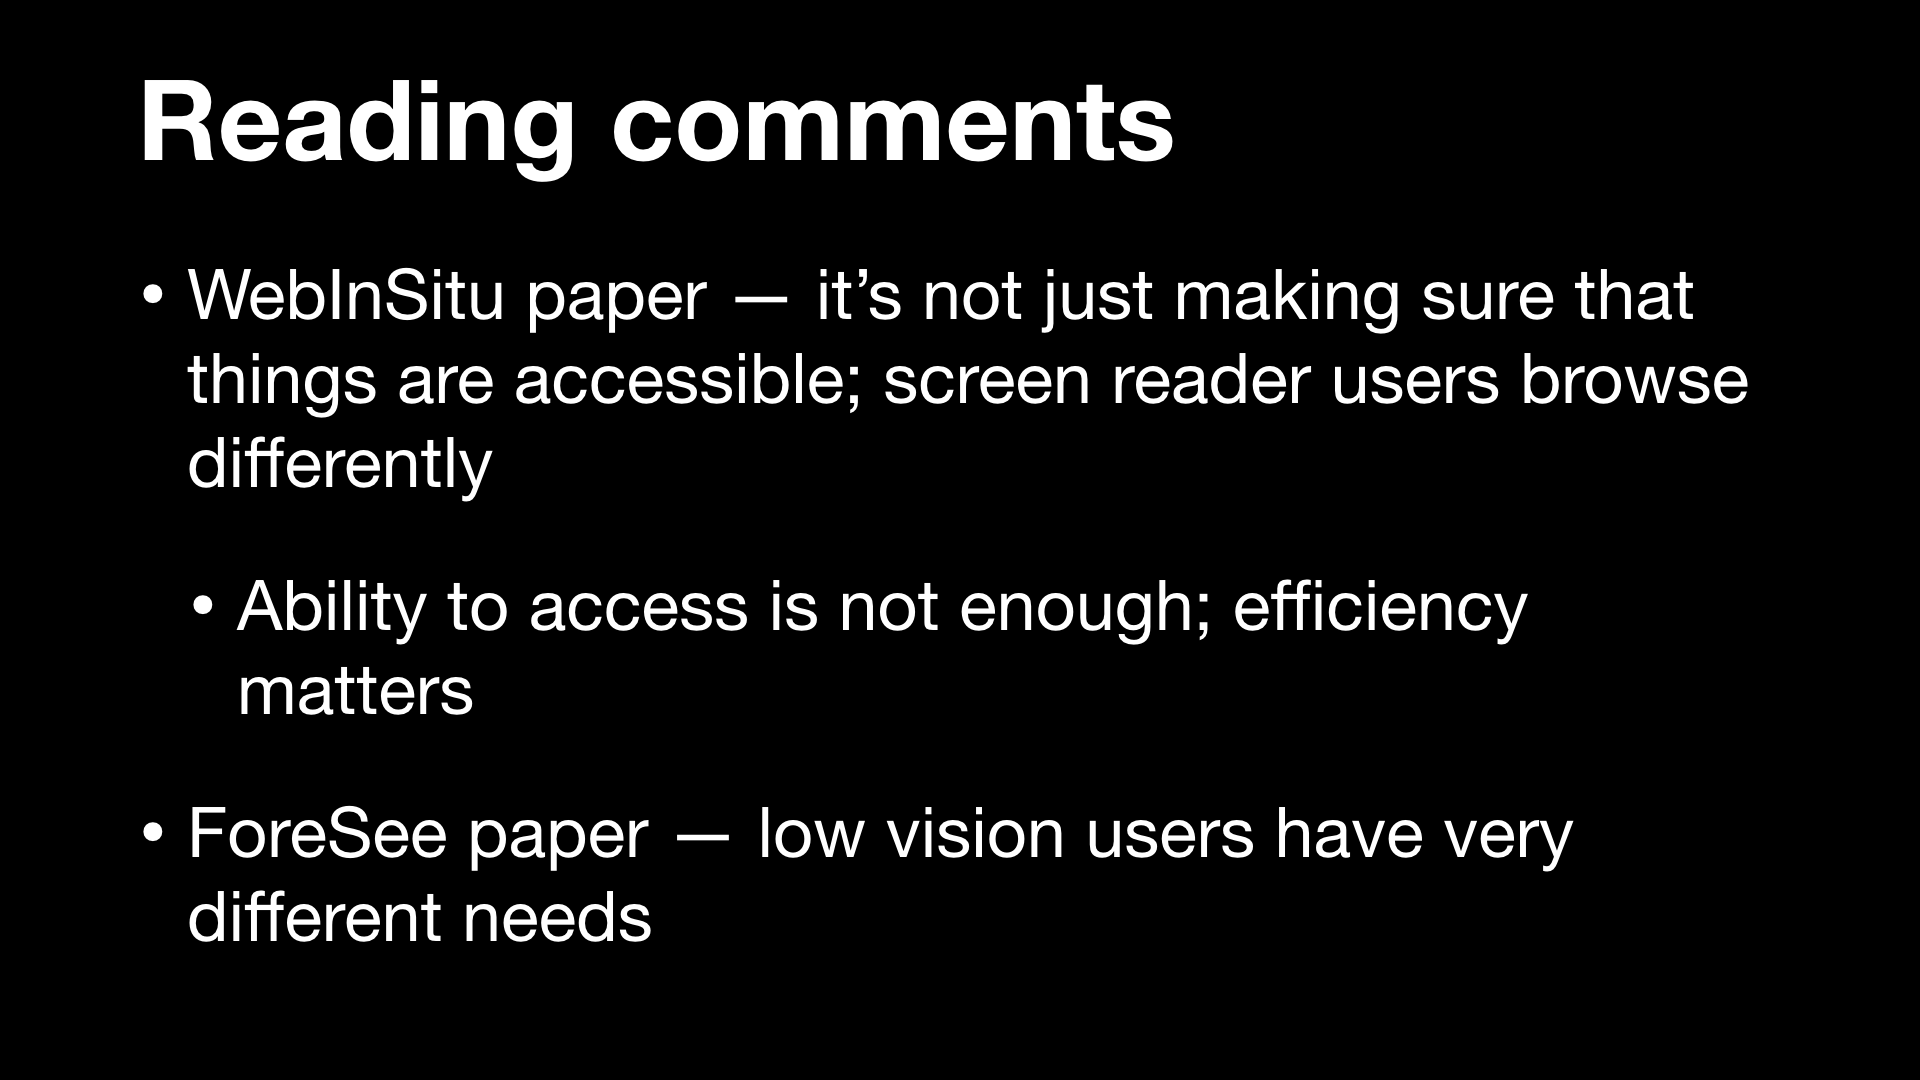 Reading comments
• WebInSitu paper — it’s not just making sure that
things are accessible; screen reader users browse
differently
• Ability to access is not enough; efficiency
matters
• ForeSee paper — low vision users have very
different needs